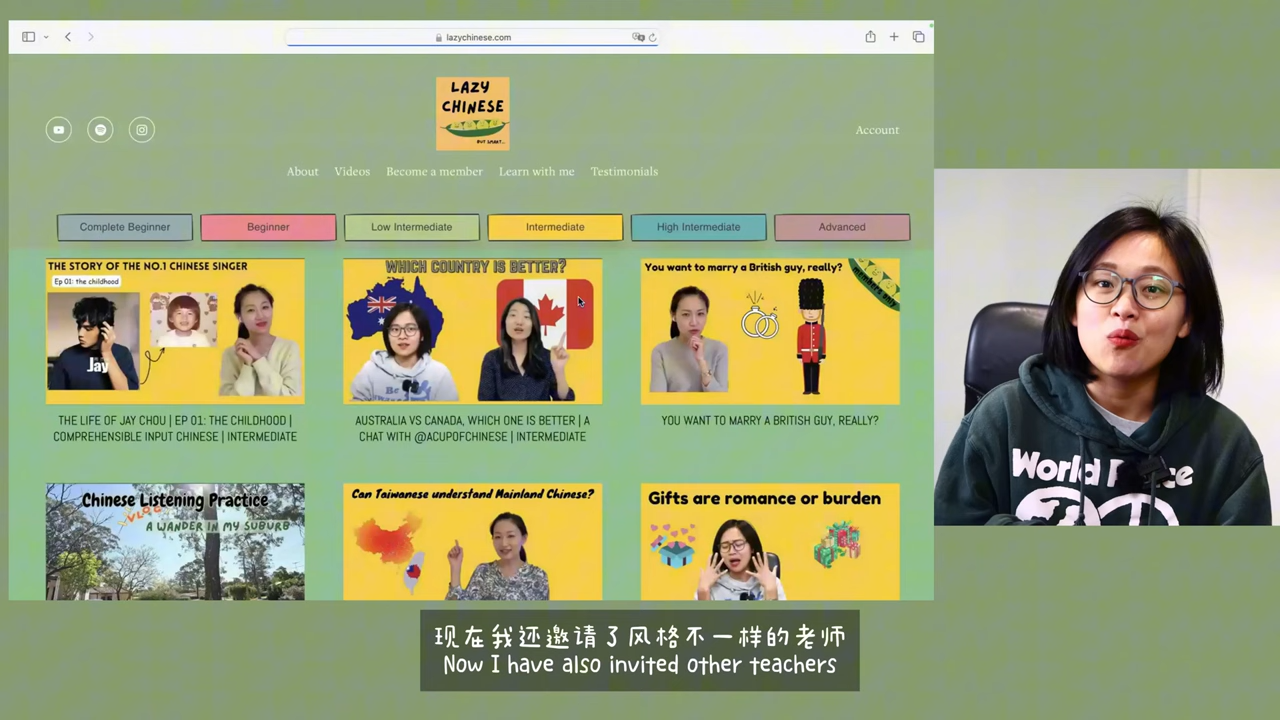 lazychinese.com
LAZY
CHINESE
BUT SMART...
Account
About Videos Become a member Learn with me Testimonials
Complete Beginner Beginner Low Intermediate Intermediate High Intermediate Advanced
THE STORY OF THE NO.1 CHINESE SINGER
Ep 01: the childhood
Jay
THE LIFE OF JAY CHOU | EP 01: THE CHILDHOOD |
COMPREHENSIBLE INPUT CHINESE | INTERMEDIATE
WHICH COUNTRY IS BETTER?
AUSTRALIA VS CANADA, WHICH ONE IS BETTER | A
CHAT WITH @ACUPOFCHINESE | INTERMEDIATE
You want to marry a British guy, really?
YOU WANT TO MARRY A BRITISH GUY, REALLY?
Chinese Listening Practice
VLOG
A WANDER IN MY SUBURB
Can Taiwanese understand Mainland Chinese?
Gifts are romance or burden
World
现在我还邀请了风格不一样的老师
Now I have also invited other teachers